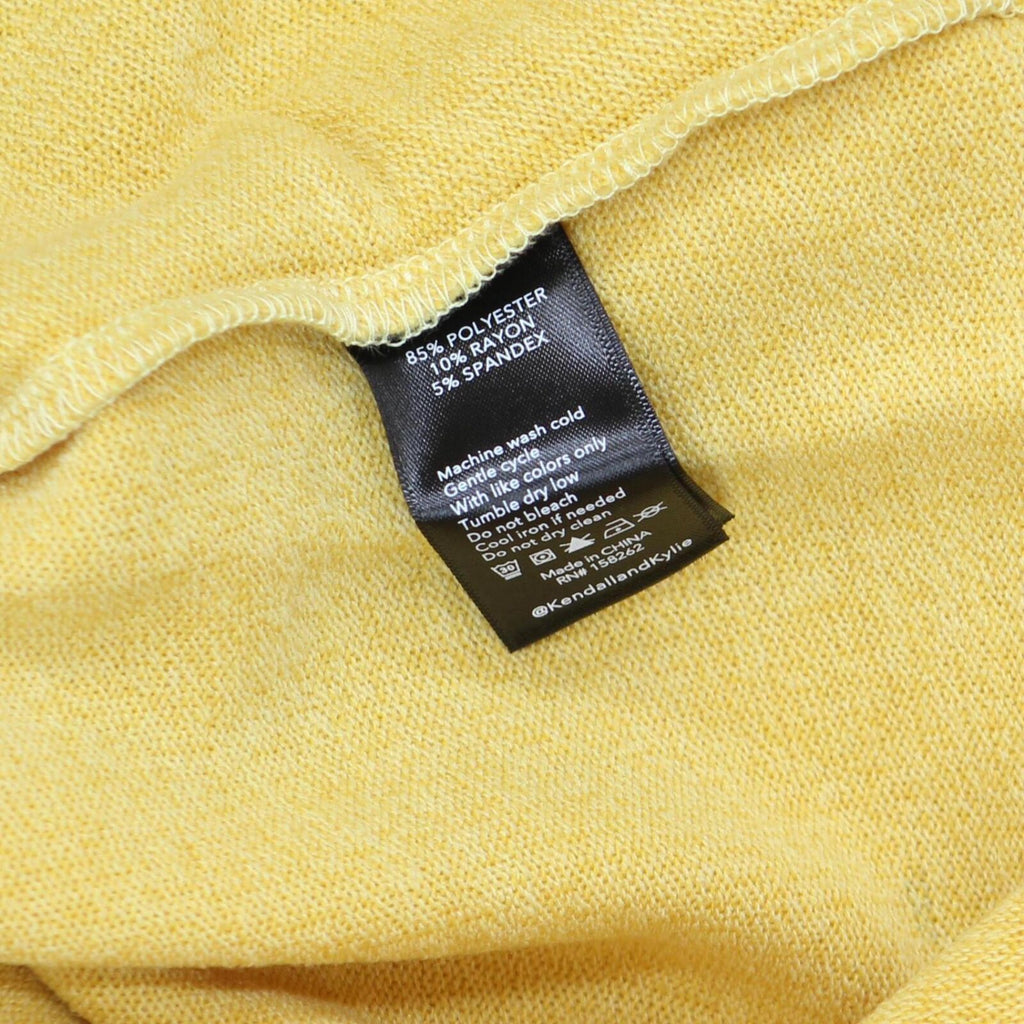 85% POLYESTER
10% RAYON
5% SPANDEX
Machine wash cold
Gentle cycle
With like colors only
Tumble dry low
Do not bleach
Cool iron if needed
Do not dry clean
30
Made in CHINA
RN# 158262
@KendallandKylie